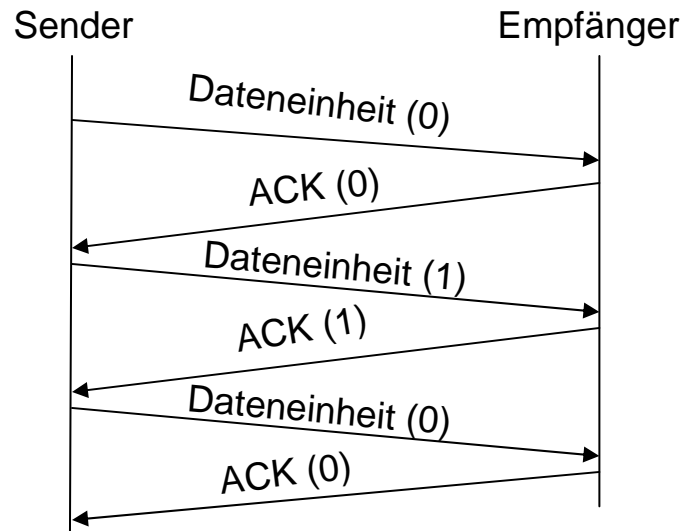 Sender
Empfänger
Dateneinheit (0)
ACK (0)
Dateneinheit (1)
ACK (1)
Dateneinheit (0)
ACK (0)